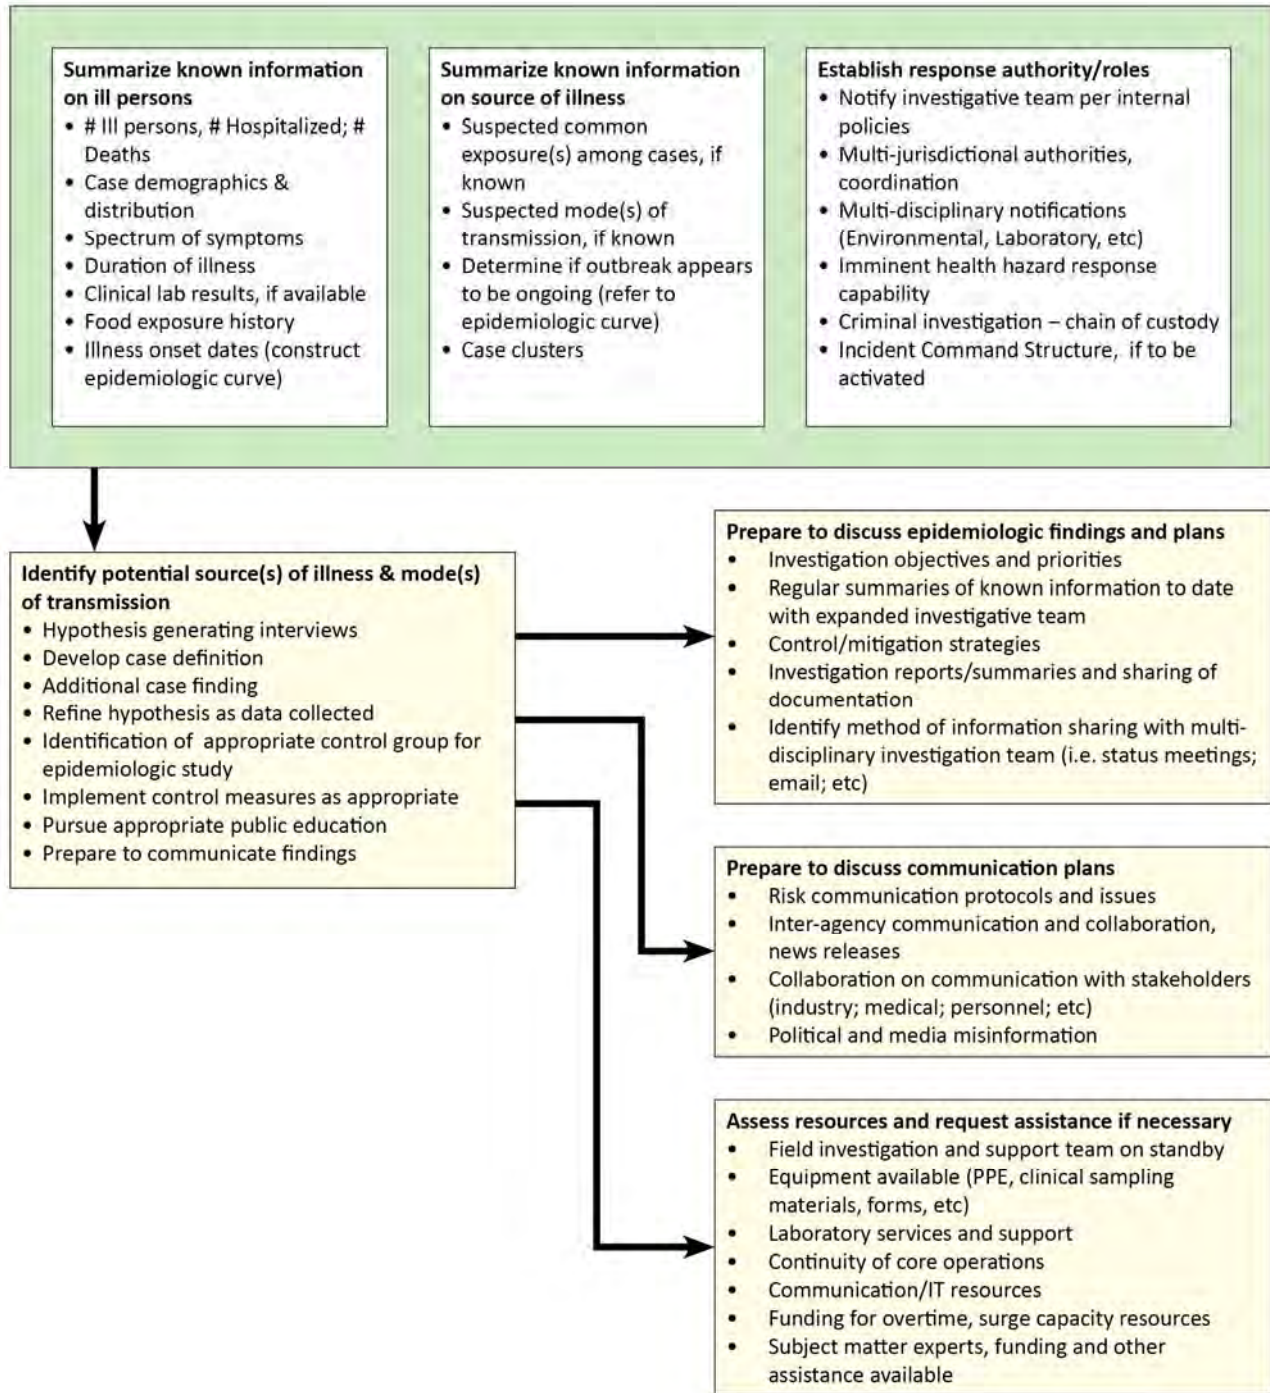 Summarize known information
on ill persons
• # Ill persons, # Hospitalized; #
Deaths
• Case demographics &
distribution
• Spectrum of symptoms
• Duration of illness
• Clinical lab results, if available
• Food exposure history
• Illness onset dates (construct
epidemiologic curve)
Summarize known information
on source of illness
• Suspected common
exposure(s) among cases, if
known
• Suspected mode(s) of
transmission, if known
• Determine if outbreak appears
to be ongoing (refer to
epidemiologic curve)
• Case clusters
Establish response authority/roles
• Notify investigative team per internal
policies
• Multi-jurisdictional authorities,
coordination
• Multi-disciplinary notifications
(Environmental, Laboratory, etc)
• Imminent health hazard response
capability
• Criminal investigation – chain of custody
• Incident Command Structure, if to be
activated
Identify potential source(s) of illness & mode(s)
of transmission
• Hypothesis generating interviews
• Develop case definition
• Additional case finding
• Refine hypothesis as data collected
• Identification of appropriate control group for
epidemiologic study
• Implement control measures as appropriate
• Pursue appropriate public education
• Prepare to communicate findings
Prepare to discuss epidemiologic findings and plans
• Investigation objectives and priorities
• Regular summaries of known information to date
with expanded investigative team
• Control/mitigation strategies
• Investigation reports/summaries and sharing of
documentation
• Identify method of information sharing with multi-
disciplinary investigation team (i.e. status meetings;
email; etc)
Prepare to discuss communication plans
• Risk communication protocols and issues
• Inter-agency communication and collaboration,
news releases
• Collaboration on communication with stakeholders
(industry; medical; personnel; etc)
• Political and media misinformation
Assess resources and request assistance if necessary
• Field investigation and support team on standby
• Equipment available (PPE, clinical sampling
materials, forms, etc)
• Laboratory services and support
• Continuity of core operations
• Communication/IT resources
• Funding for overtime, surge capacity resources
• Subject matter experts, funding and other
assistance available